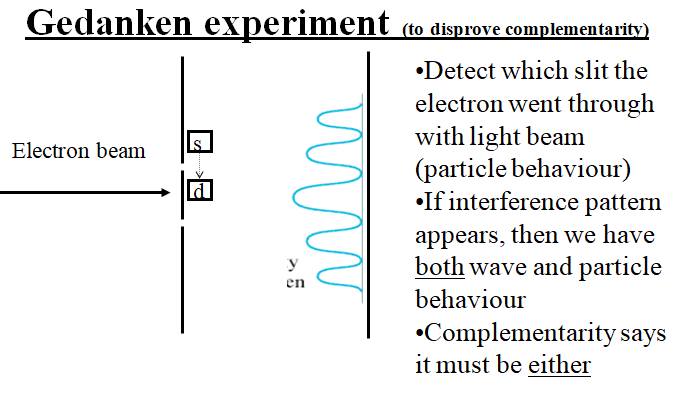 Gedanken experiment (to disprove complementarity)
Electron beam
s
d
y
en
•Detect which slit the
electron went through
with light beam
(particle behaviour)
•If interference pattern
appears, then we have
both wave and particle
behaviour
•Complementarity says
it must be either